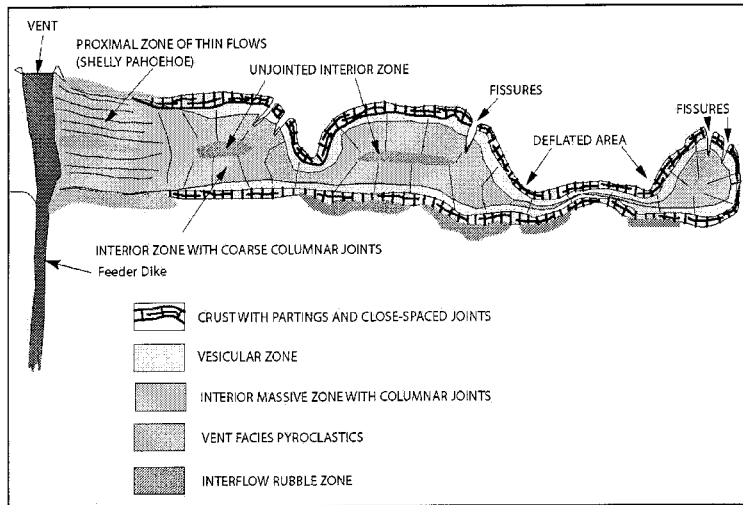 VENT
PROXIMAL ZONE OF THIN FLOWS
(SHELLY PAHOEHOE)
UNJOINTED INTERIOR ZONE
FISSURES
FISSURES
DEFLATED AREA
INTERIOR ZONE WITH COARSE COLUMNAR JOINTS
Feeder Dike
CRUST WITH PARTINGS AND CLOSE-SPACED JOINTS
VESICULAR ZONE
INTERIOR MASSIVE ZONE WITH COLUMNAR JOINTS
VENT FACIES PYROCLASTICS
INTERFLOW RUBBLE ZONE